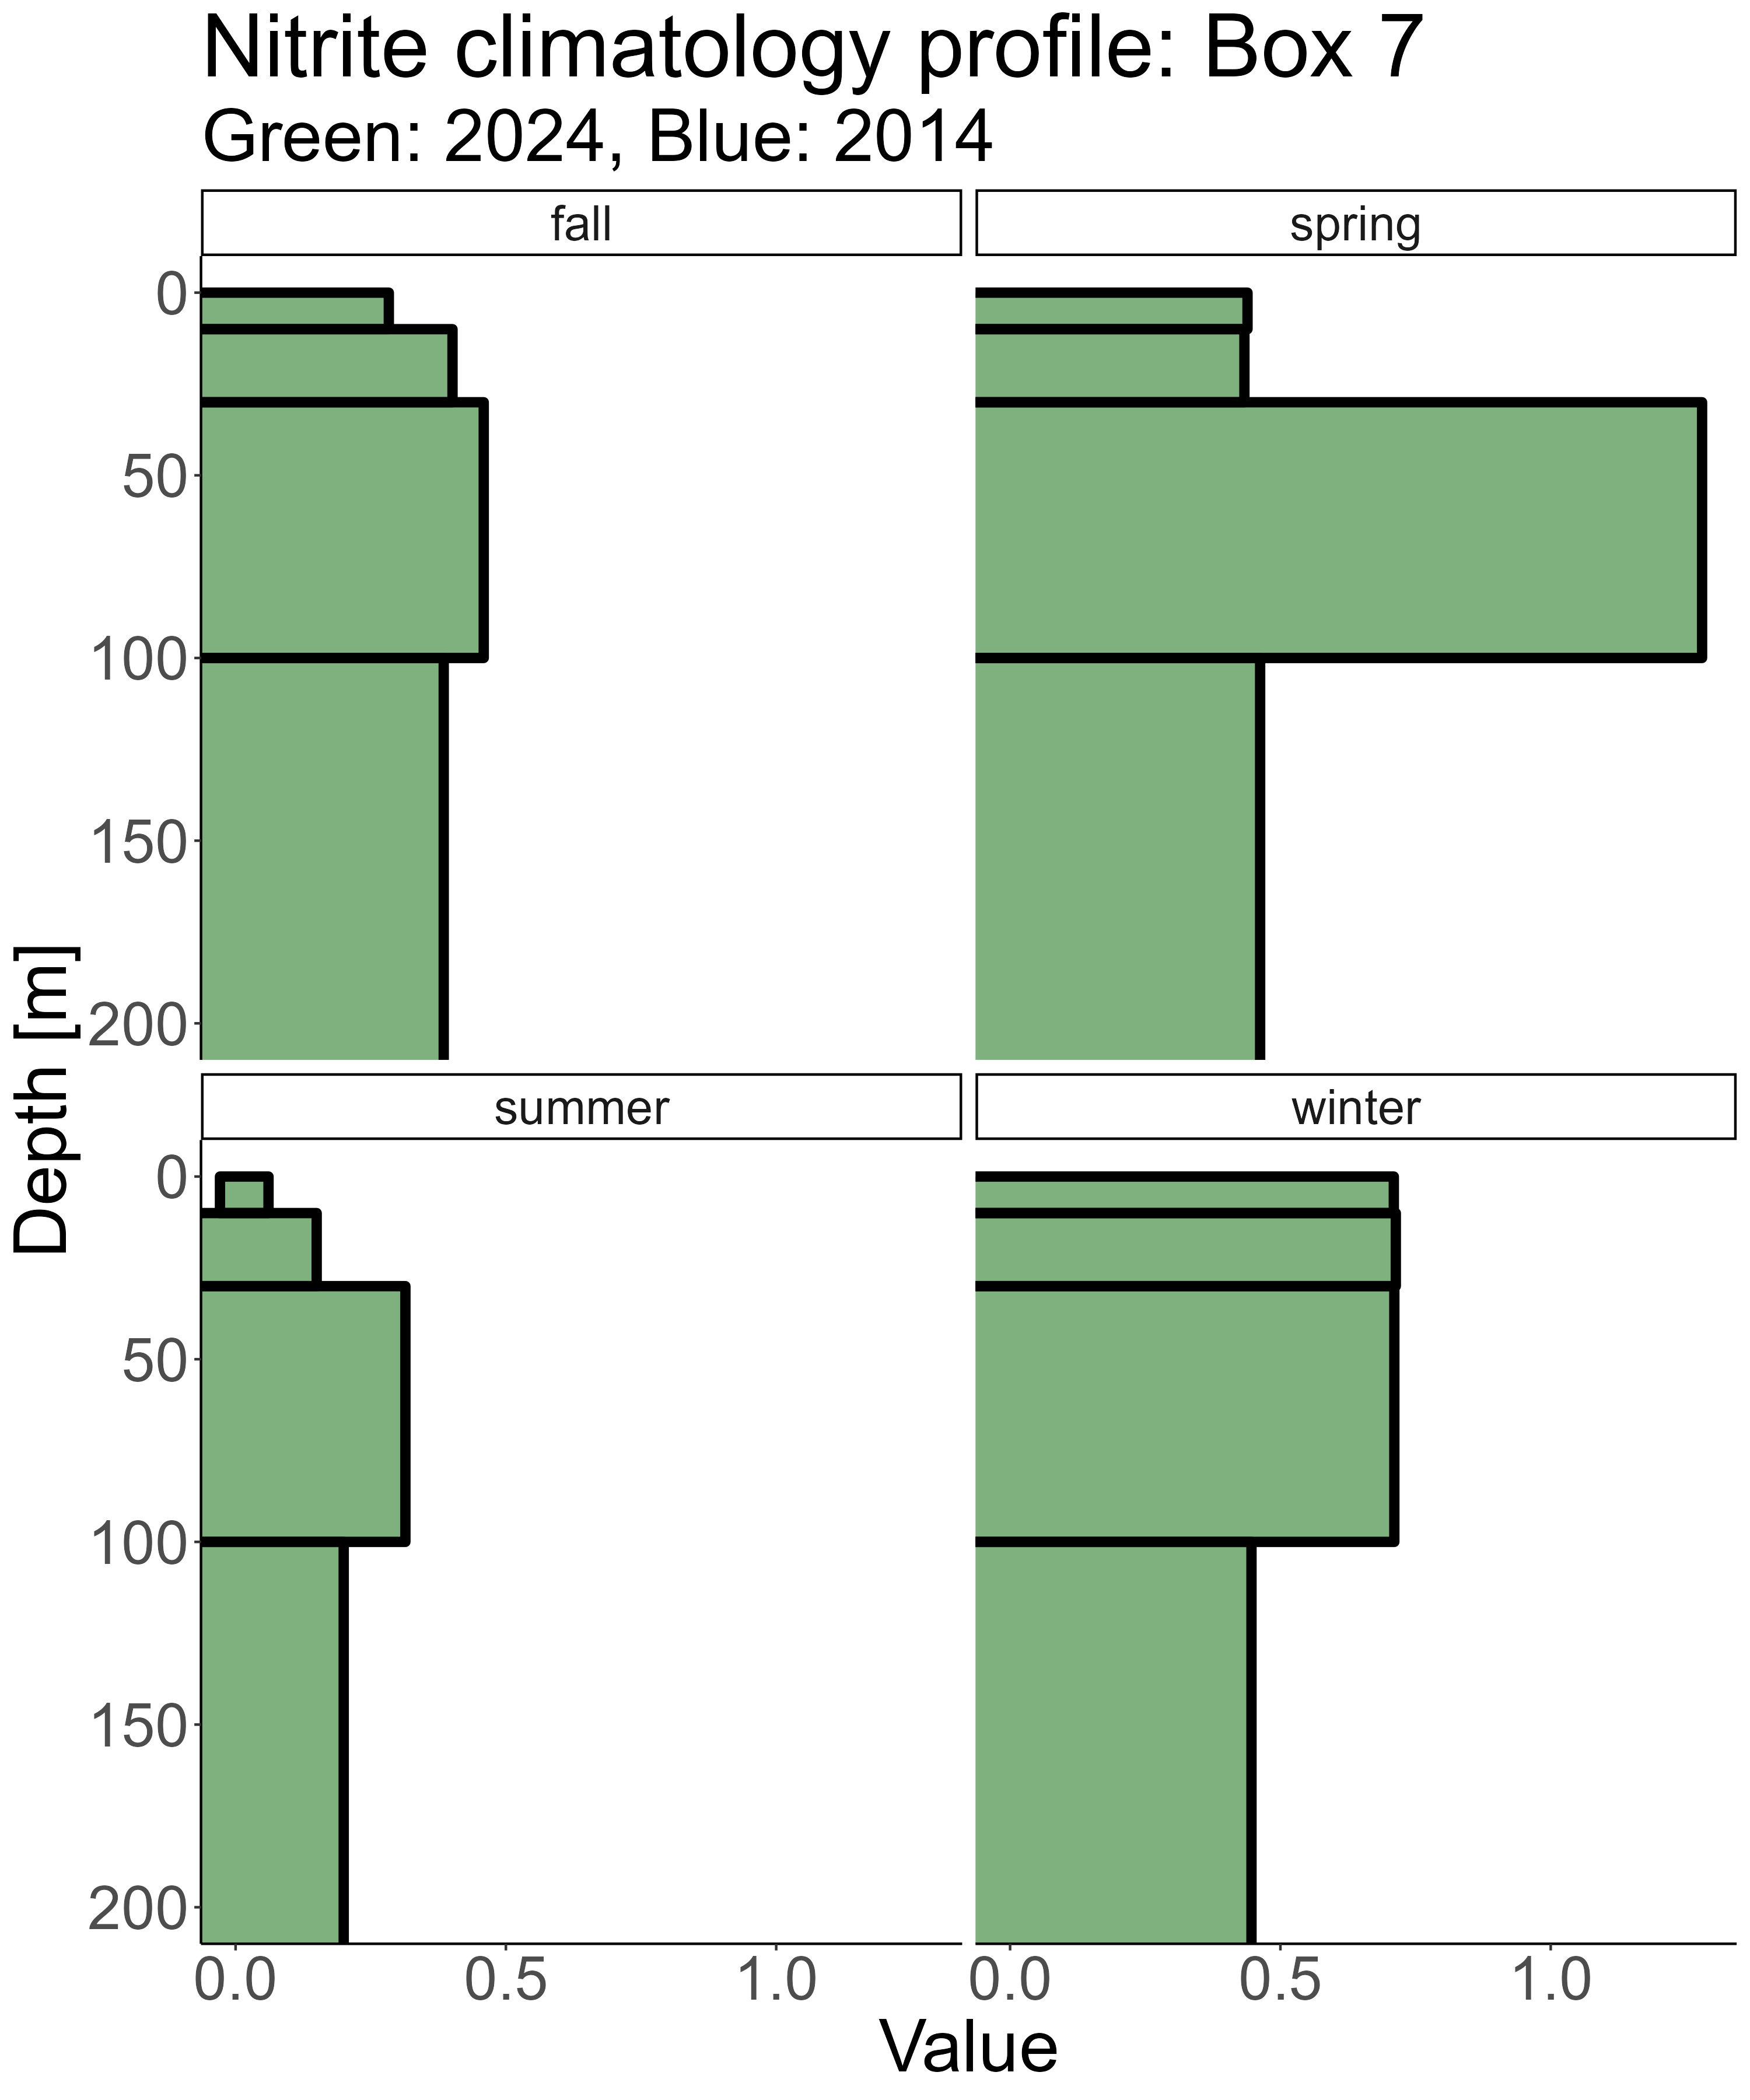 Nitrite climatology profile: Box 7
Green: 2024, Blue: 2014
fall
spring
0
50
100
150
200
summer
winter
0
50
100
150
200
0.0 0.5 1.0 0.0 0.5 1.0
Value
Depth [m]